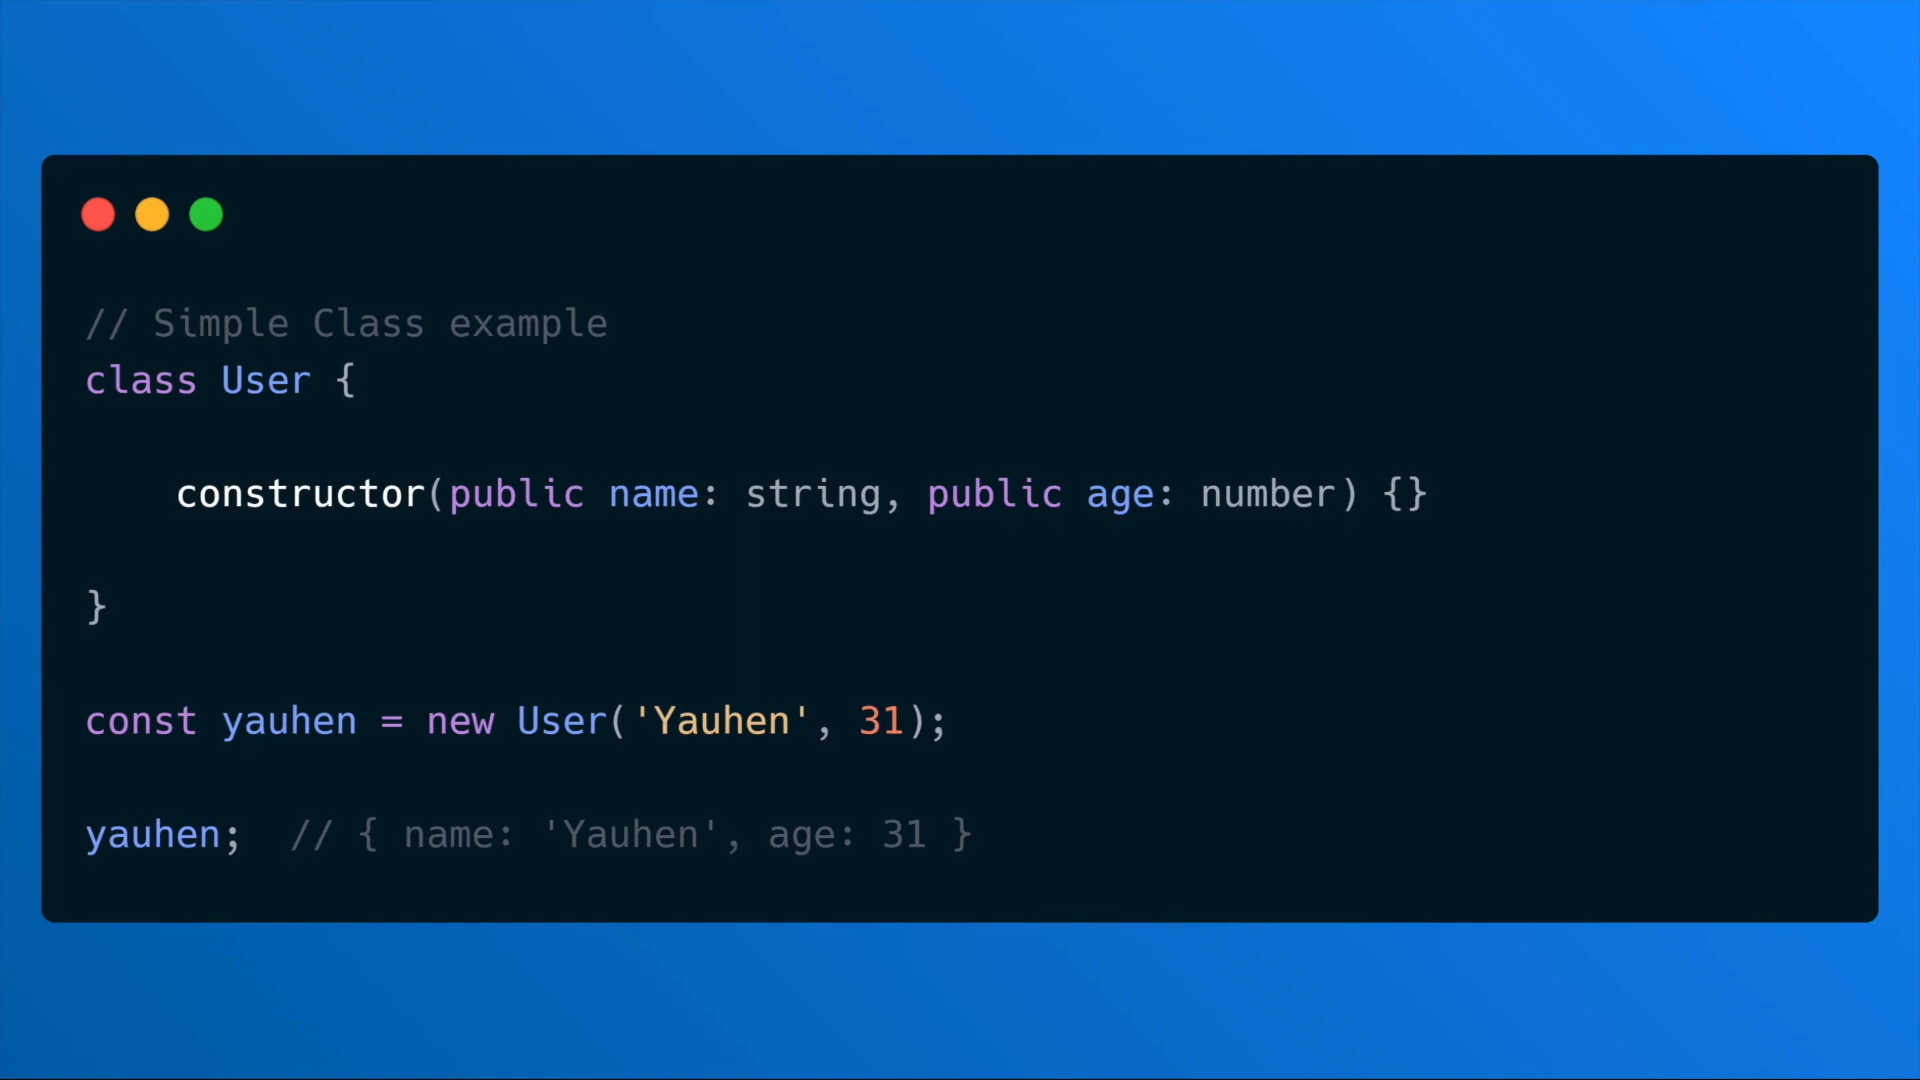 // Simple Class example
class User {
    constructor(public name: string, public age: number) {}
}
const yauhen = new User('Yauhen', 31);
yauhen;  // { name: 'Yauhen', age: 31 }